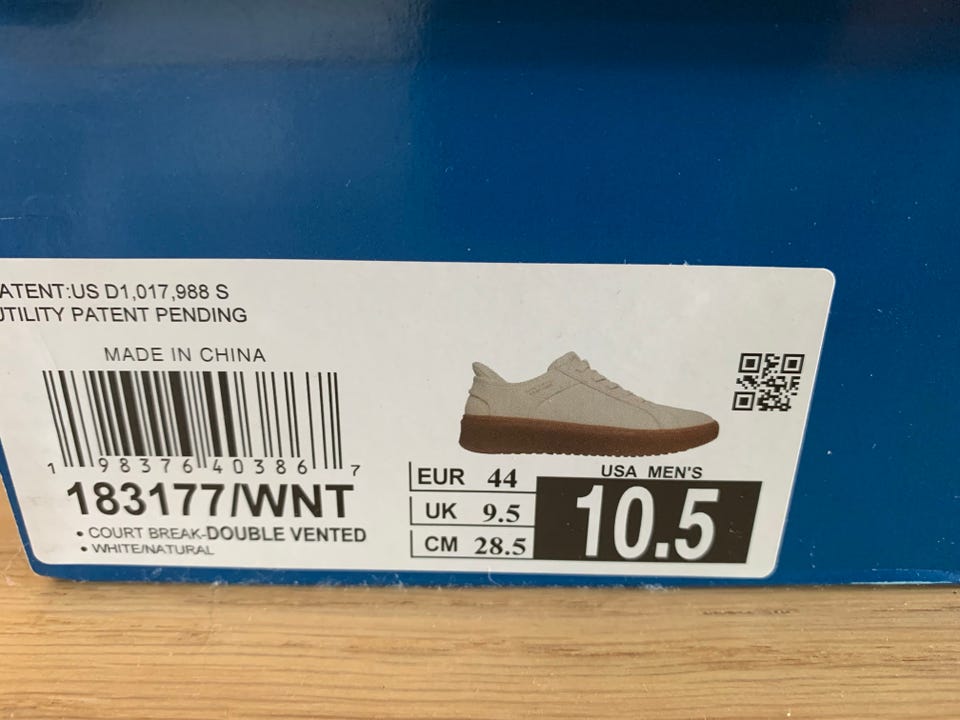 ATENT:US D1,017,988 S
UTILITY PATENT PENDING
MADE IN CHINA
1 98376 40386 7
183177/WNT
• COURT BREAK-DOUBLE VENTED
• WHITE/NATURAL
EUR 44
UK 9.5
CM 28.5
USA MEN'S
10.5